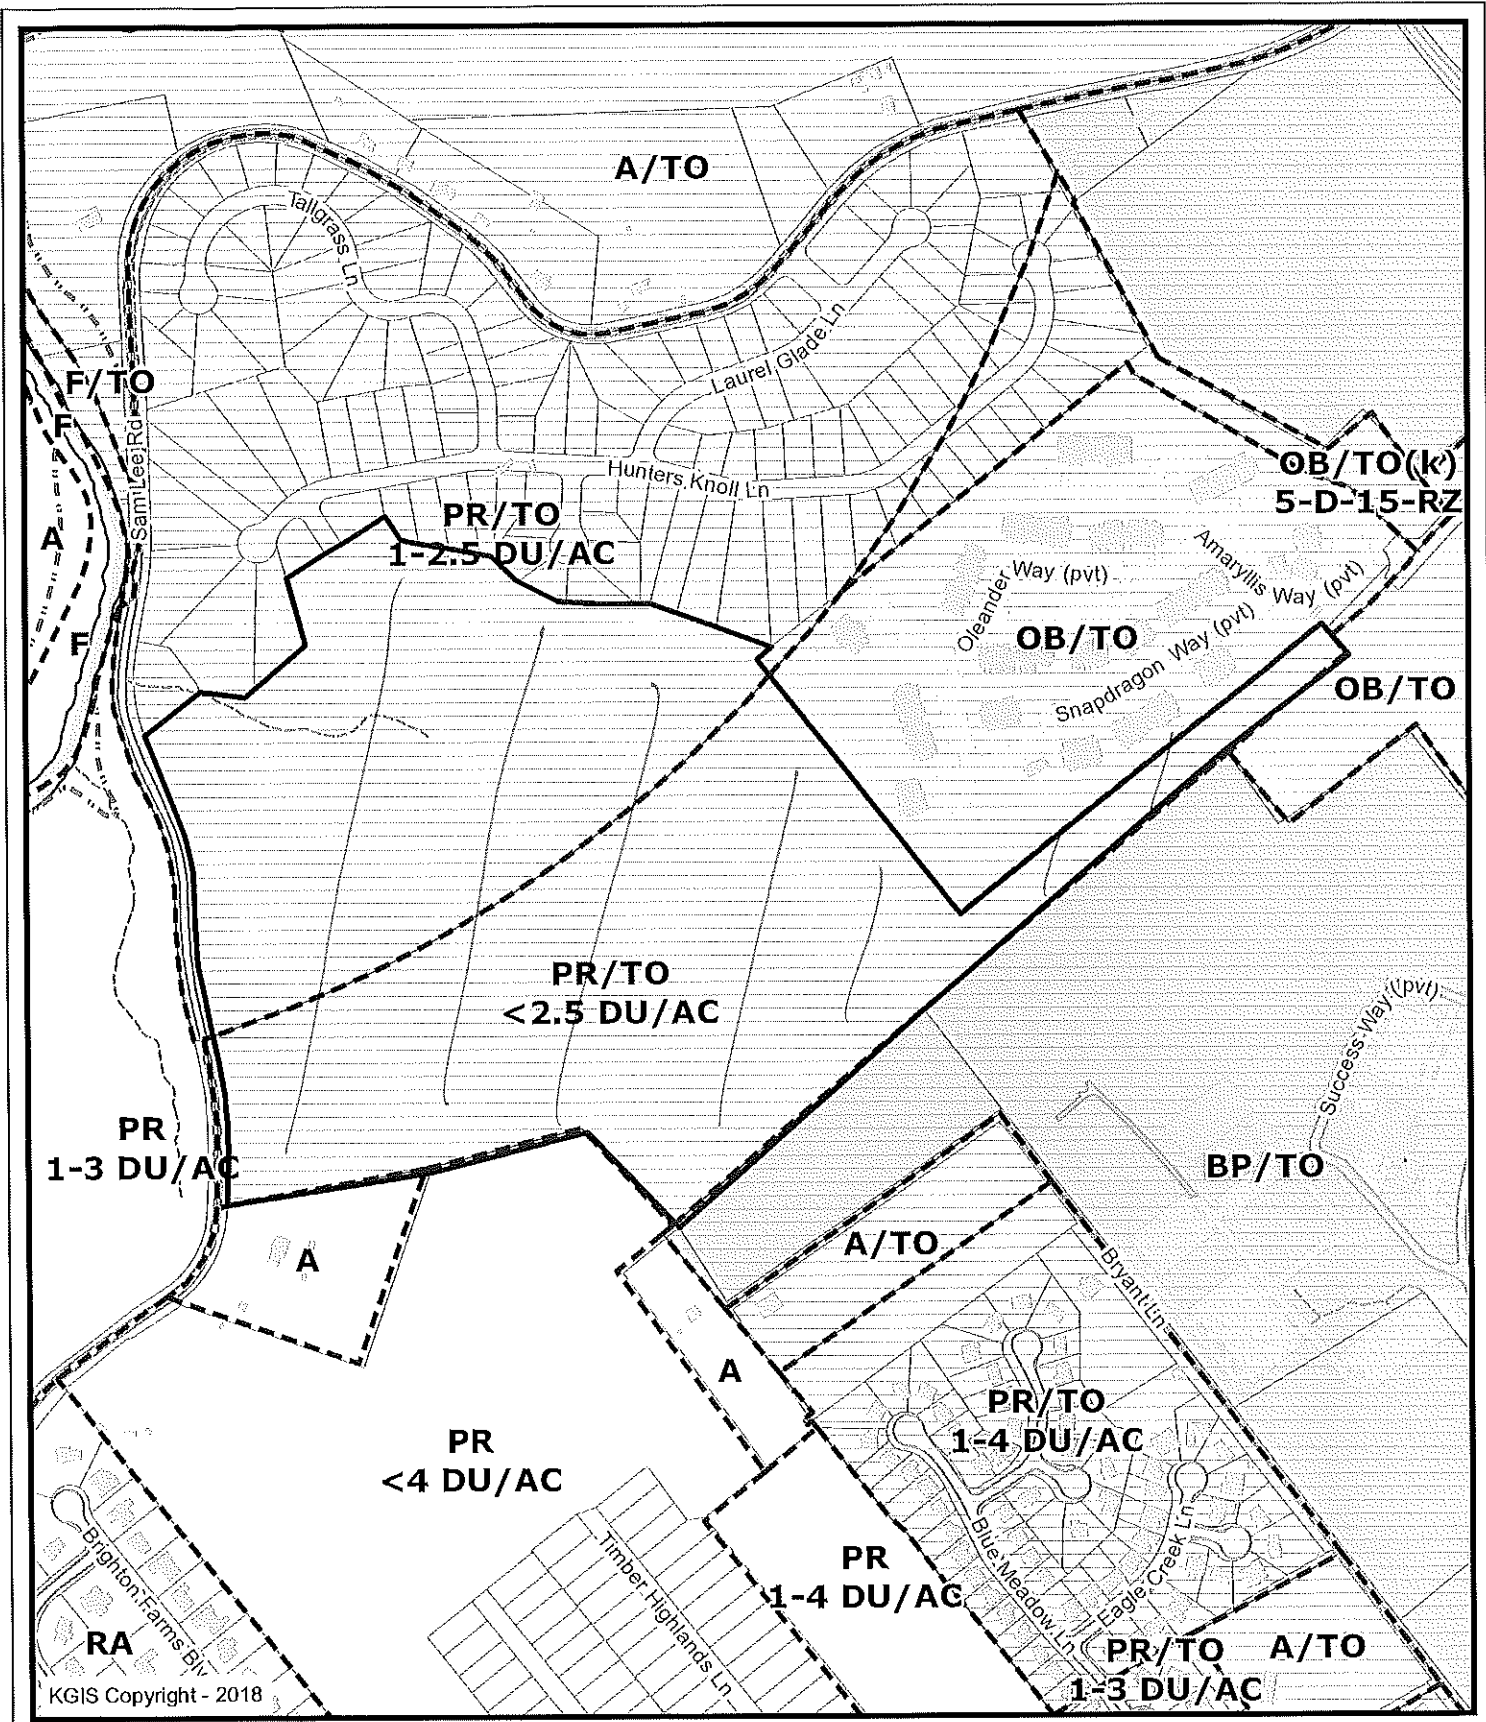 A/TO
Tallgrass Ln
Laurel Glade Ln
F/TO
F
Sam Lee Rd
Hunters Knoll Ln
OB/TO(k)
5-D-15-RZ
PR/TO
1-2.5 DU/AC
A
Amaryllis Way (pvt)
Oleander Way (pvt)
F
OB/TO
Snapdragon Way (pvt)
OB/TO
PR/TO
<2.5 DU/AC
Success Way (pvt)
PR
1-3 DU/AC
BP/TO
A/TO
A
Bryant Ln
A
PR/TO
1-4 DU/AC
PR
<4 DU/AC
Blue Meadow Ln
Eagle Creek Ln
Timber Highlands Ln
PR
1-4 DU/AC
Brighton Farms Blv
RA
PR/TO
1-3 DU/AC
A/TO
KGIS Copyright - 2018